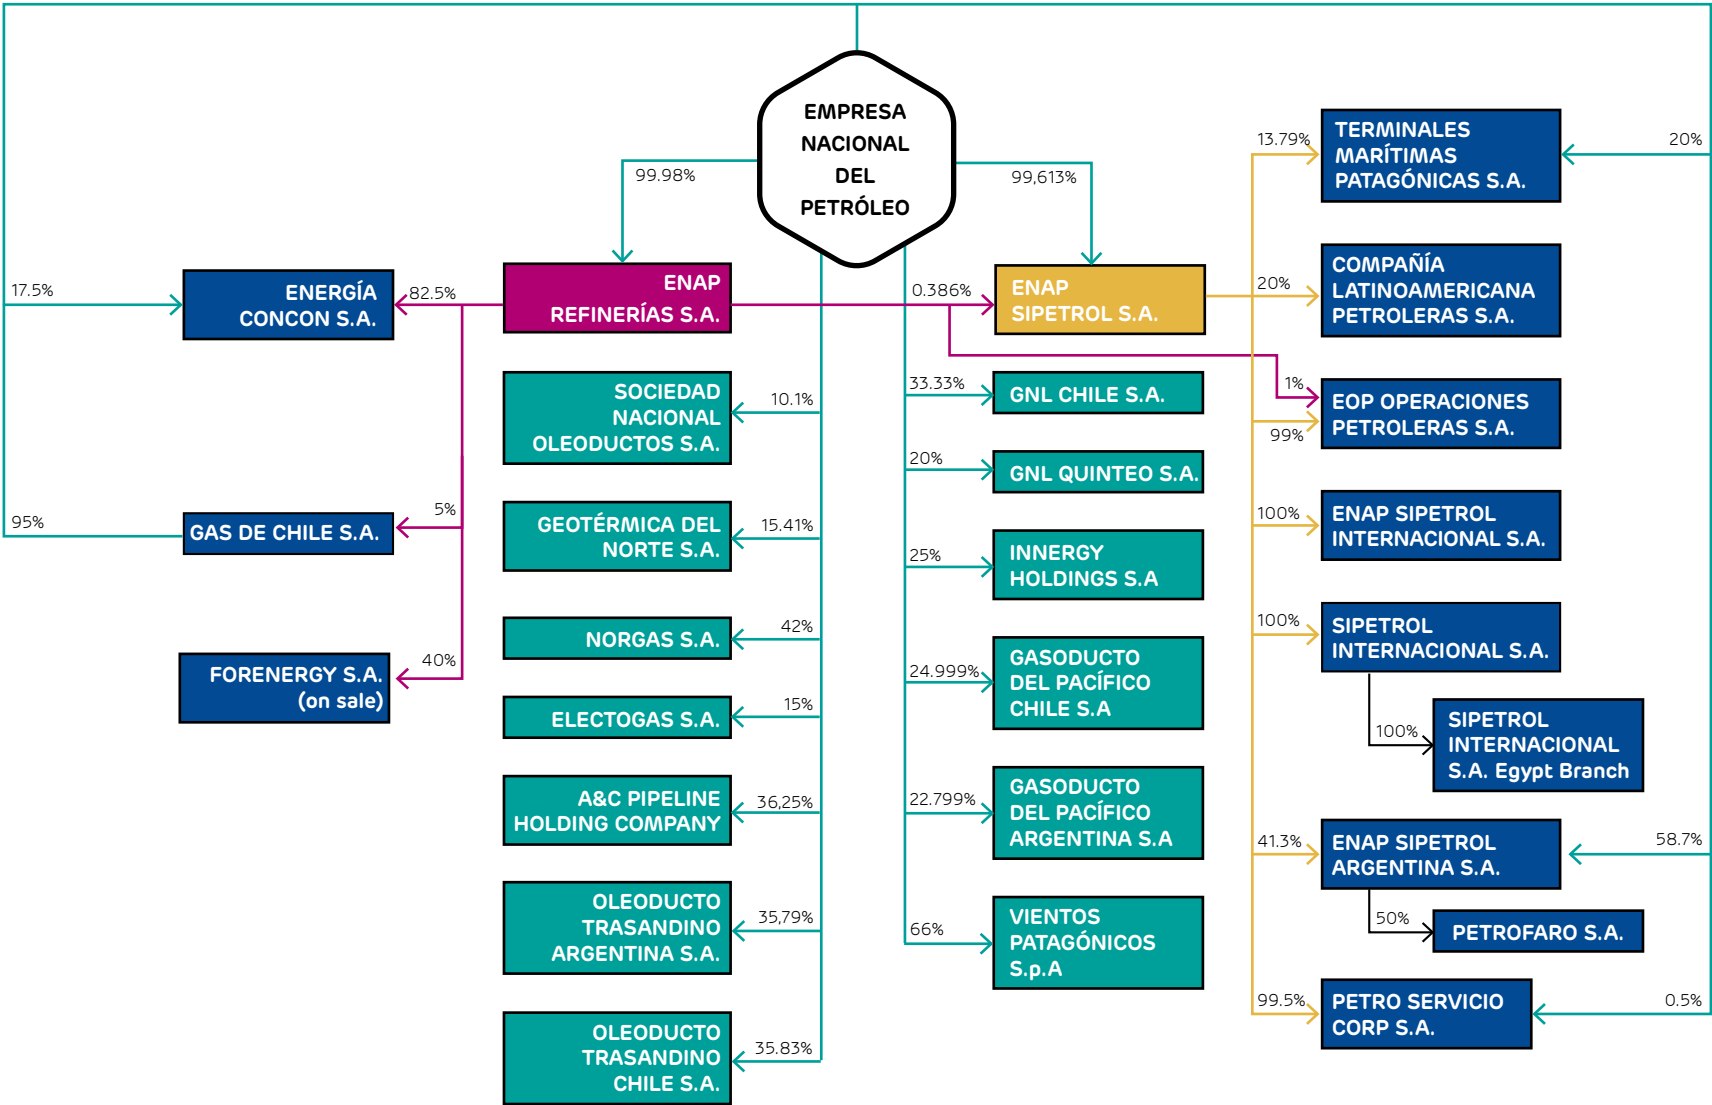 EMPRESA
NACIONAL
DEL
PETRÓLEO
99.98%
99,613%
17.5%
ENERGÍA
CONCON S.A.
82.5%
ENAP
REFINERÍAS S.A.
0.386%
ENAP
SIPETROL S.A.
95%
GAS DE CHILE S.A.
5%
FORENERGY S.A.
(on sale)
40%
SOCIEDAD
NACIONAL
OLEODUCTOS S.A.
10.1%
GEOTÉRMICA DEL
NORTE S.A.
15.41%
NORGAS S.A.
42%
ELECTOGAS S.A.
15%
A&C PIPELINE
HOLDING COMPANY
36,25%
OLEODUCTO
TRASANDINO
ARGENTINA S.A.
35,79%
OLEODUCTO
TRASANDINO
CHILE S.A.
35.83%
33.33%
GNL CHILE S.A.
20%
GNL QUINTEO S.A.
25%
INNERGY
HOLDINGS S.A
24.999%
GASODUCTO
DEL PACÍFICO
CHILE S.A
22.799%
GASODUCTO
DEL PACÍFICO
ARGENTINA S.A
66%
VIENTOS
PATAGÓNICOS
S.p.A
13.79%
TERMINALES
MARÍTIMAS
PATAGÓNICAS S.A.
20%
20%
COMPAÑÍA
LATINOAMERICANA
PETROLERAS S.A.
1%
99%
EOP OPERACIONES
PETROLERAS S.A.
100%
ENAP SIPETROL
INTERNACIONAL S.A.
100%
SIPETROL
INTERNACIONAL S.A.
100%
SIPETROL
INTERNACIONAL
S.A. Egypt Branch
41.3%
ENAP SIPETROL
ARGENTINA S.A.
58.7%
50%
PETROFARO S.A.
99.5%
PETRO SERVICIO
CORP S.A.
0.5%